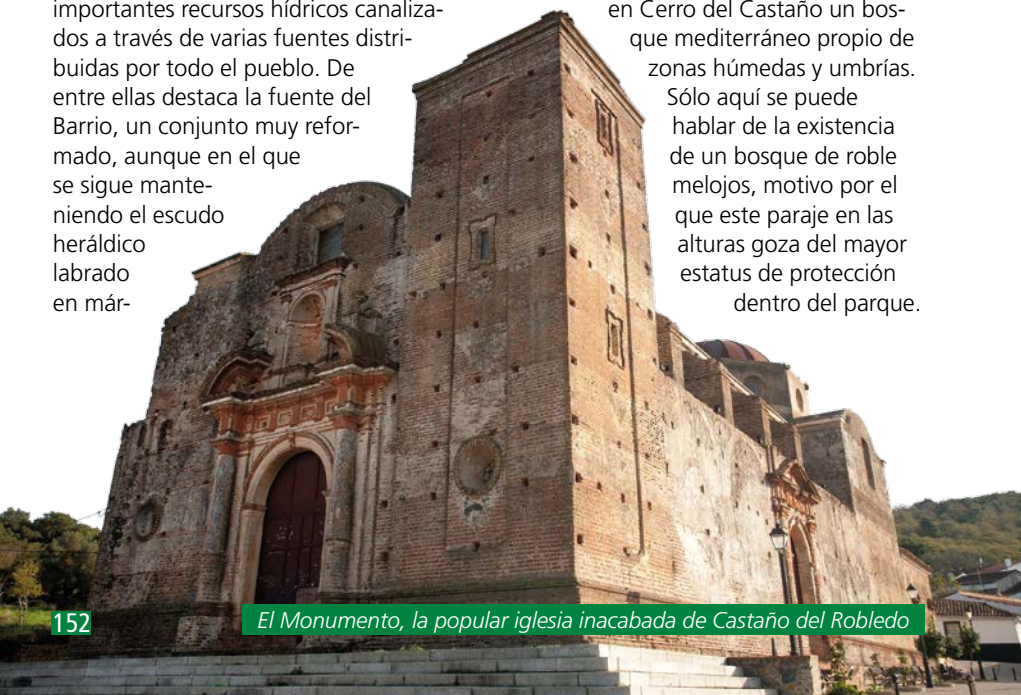 importantes recursos hídricos canaliza-
dos a través de varias fuentes distri-
buidas por todo el pueblo. De
entre ellas destaca la fuente del
Barrio, un conjunto muy refor-
mado, aunque en el que
se sigue mante-
niendo el escudo
heráldico
labrado
en már-
en Cerro del Castaño un bos-
que mediterráneo propio de
zonas húmedas y umbrías.
Sólo aquí se puede
hablar de la existencia
de un bosque de roble
melojos, motivo por el
que este paraje en las
alturas goza del mayor
estatus de protección
dentro del parque.
152
El Monumento, la popular iglesia inacabada de Castaño del Robledo